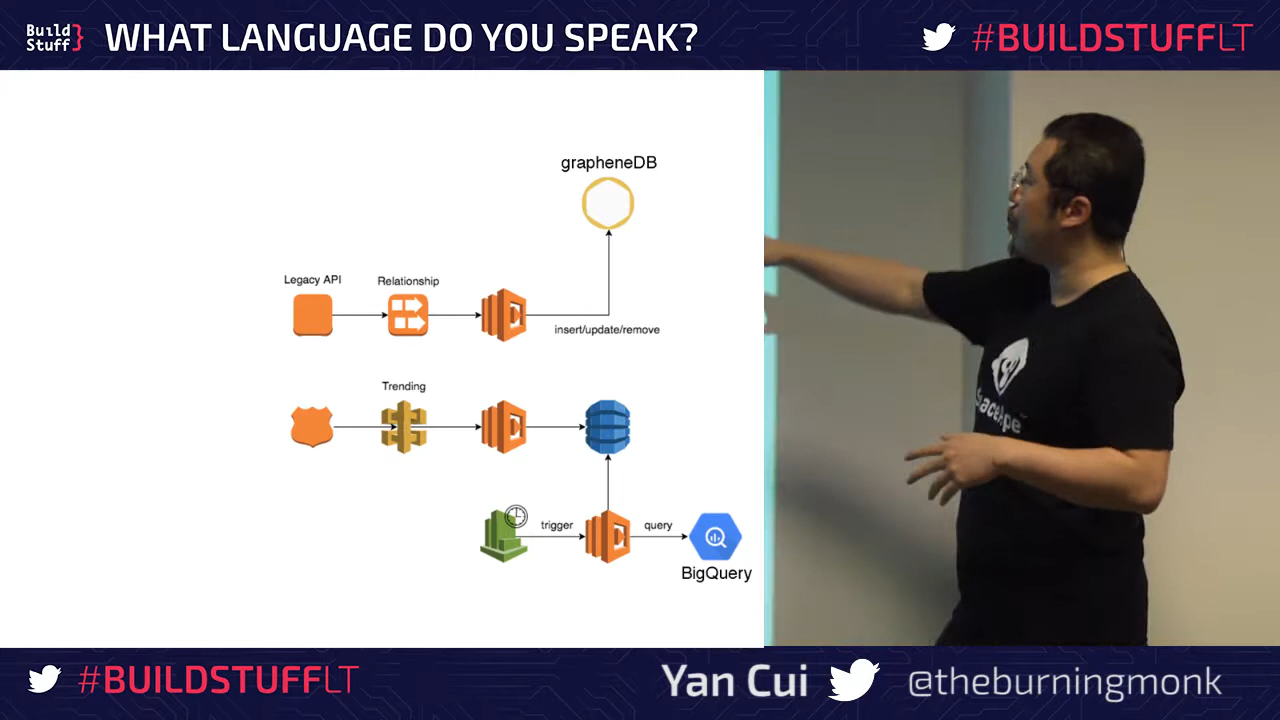 Build
Stuff
WHAT LANGUAGE DO YOU SPEAK?
#BUILDSTUFFLT
grapheneDB
Legacy API
Relationship
insert/update/remove
Trending
trigger
query
BigQuery
#BUILDSTUFFLT
Yan Cui
@theburningmonk